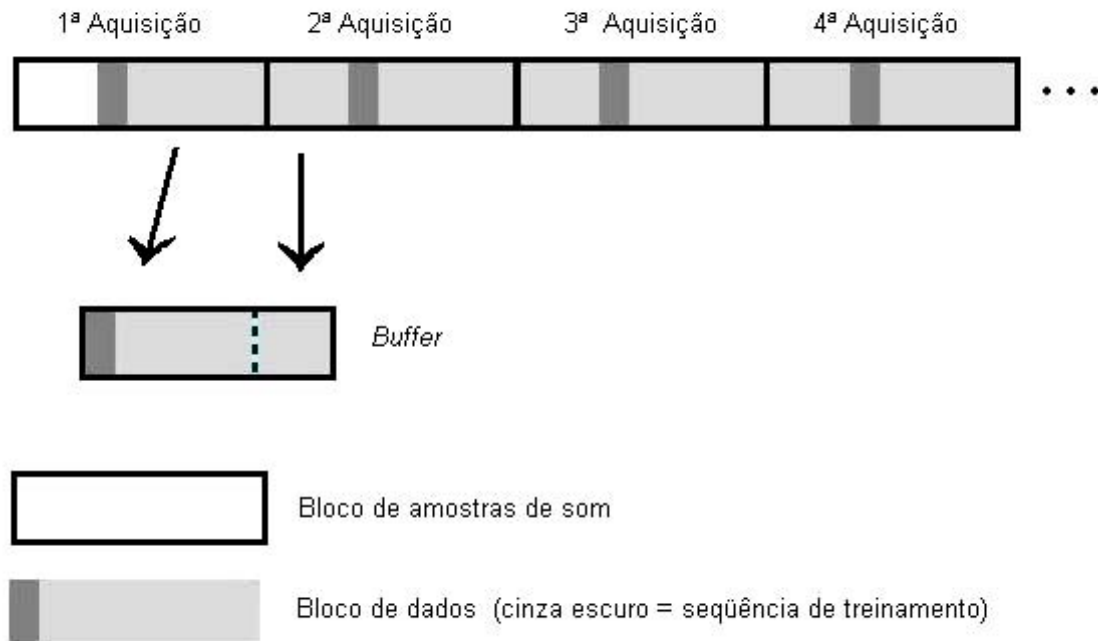 1ª Aquisição 2ª Aquisição 3ª Aquisição 4ª Aquisição
Buffer
Bloco de amostras de som
Bloco de dados (cinza escuro = seqüência de treinamento)